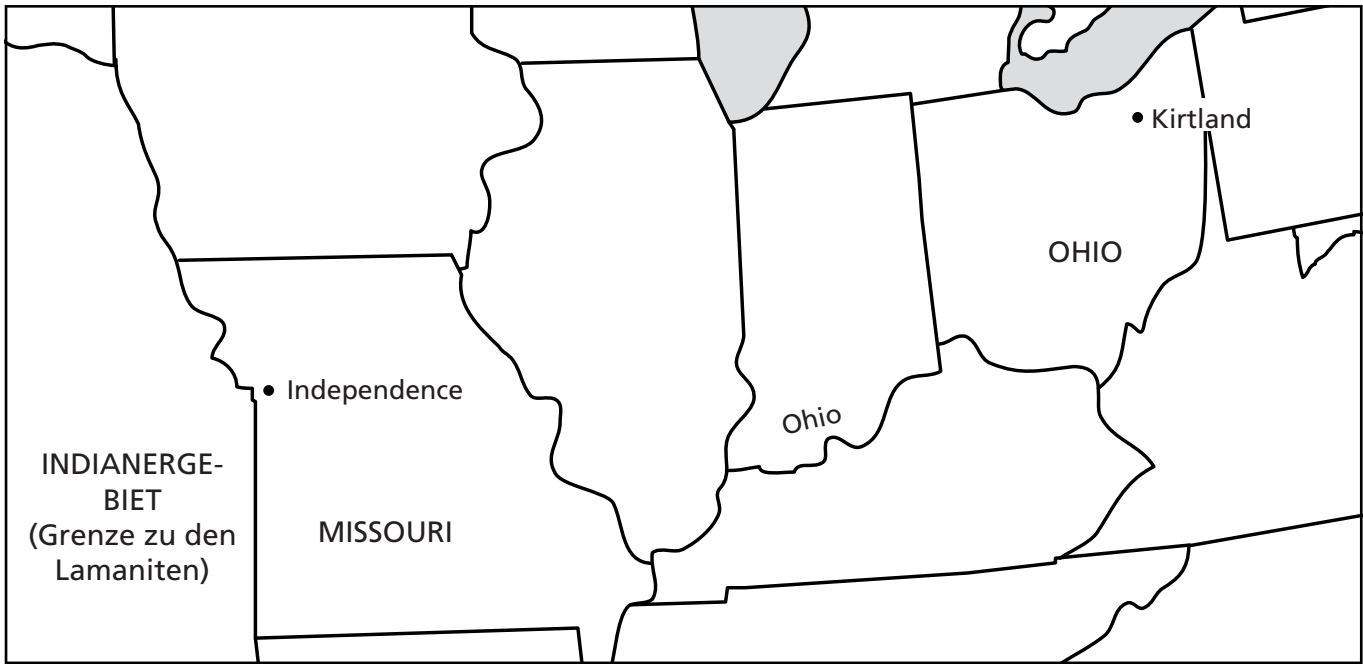 Kirtland
OHIO
Independence
Ohio
INDIANERGE-
BIET
(Grenze zu den
Lamaniten)
MISSOURI